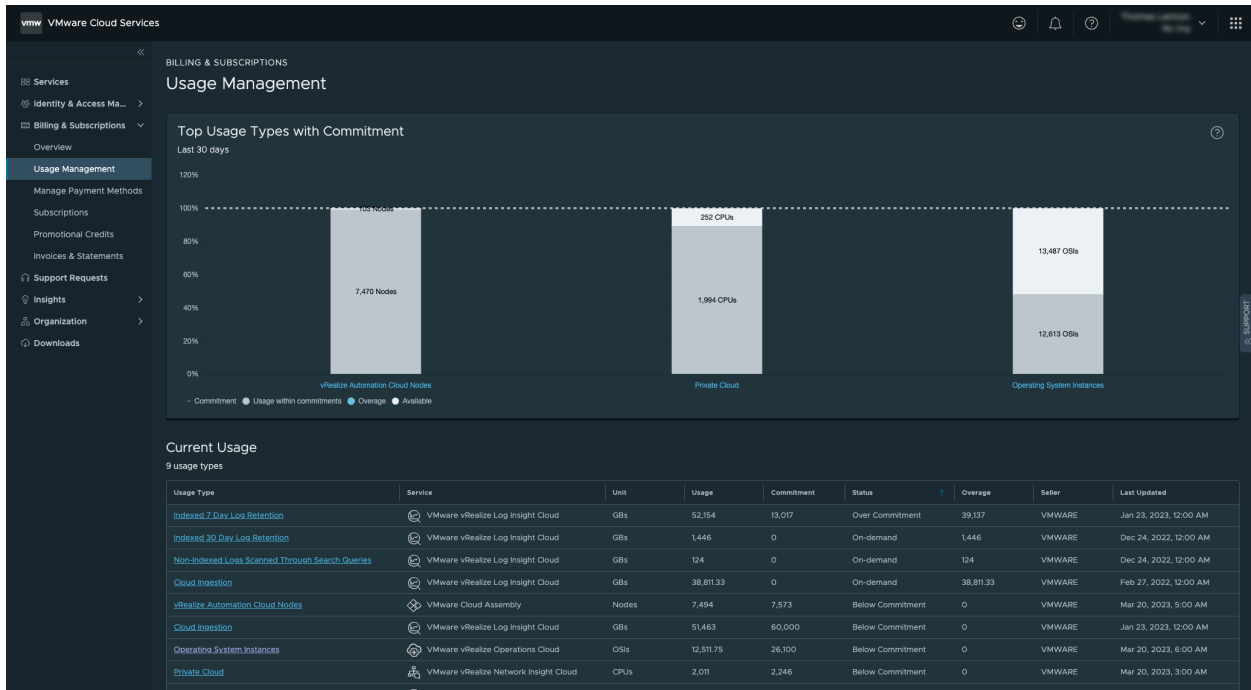 vmw VMware Cloud Services
BILLING & SUBSCRIPTIONS
Usage Management
Services
Identity & Access Ma...
Billing & Subscriptions
Overview
Usage Management
Manage Payment Methods
Subscriptions
Promotional Credits
Invoices & Statements
Support Requests
Insights
Organization
Downloads
Top Usage Types with Commitment
Last 30 days
120%
100%
80%
60%
40%
20%
0%
103 Nodes
7,470 Nodes
252 CPUs
1,994 CPUs
13,487 OSIs
12,613 OSIs
vRealize Automation Cloud Nodes
Private Cloud
Operating System Instances
Commitment Usage within commitments Overage Available
SUPPORT
Current Usage
9 usage types
Usage Type Service Unit Usage Commitment Status Overage Seller Last Updated
Indexed 7 Day Log Retention VMware vRealize Log Insight Cloud GBs 52,154 13,017 Over Commitment 39,137 VMWARE Jan 23, 2023, 12:00 AM
Indexed 30 Day Log Retention VMware vRealize Log Insight Cloud GBs 1,446 0 On-demand 1,446 VMWARE Dec 24, 2022, 12:00 AM
Non-Indexed Logs Scanned Through Search Queries VMware vRealize Log Insight Cloud GBs 124 0 On-demand 124 VMWARE Dec 24, 2022, 12:00 AM
Cloud Ingestion VMware vRealize Log Insight Cloud GBs 38,811.33 0 On-demand 38,811.33 VMWARE Feb 27, 2022, 12:00 AM
vRealize Automation Cloud Nodes VMware Cloud Assembly Nodes 7,494 7,573 Below Commitment 0 VMWARE Mar 20, 2023, 5:00 AM
Cloud Ingestion VMware vRealize Log Insight Cloud GBs 51,463 60,000 Below Commitment 0 VMWARE Jan 23, 2023, 12:00 AM
Operating System Instances VMware vRealize Operations Cloud OSIs 12,511.75 26,100 Below Commitment 0 VMWARE Mar 20, 2023, 6:00 AM
Private Cloud VMware vRealize Network Insight Cloud CPUs 2,011 2,246 Below Commitment 0 VMWARE Mar 20, 2023, 3:00 AM